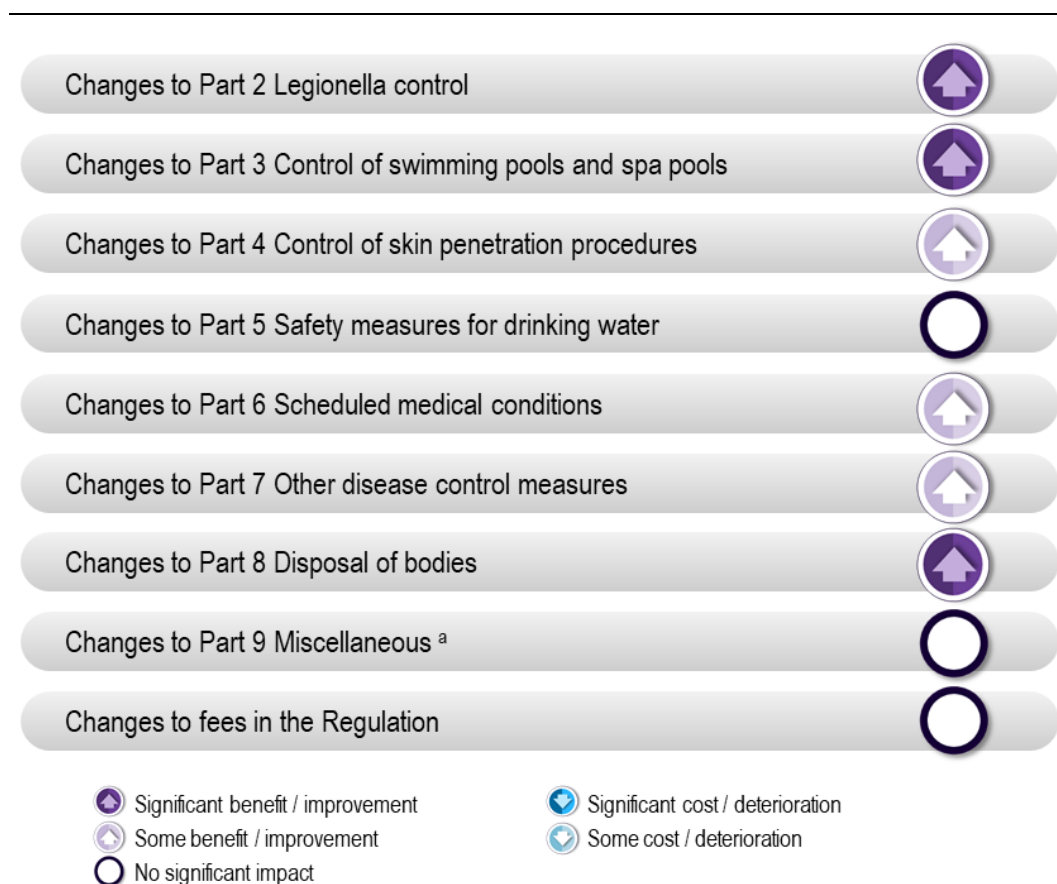 Changes to Part 2 Legionella control
Changes to Part 3 Control of swimming pools and spa pools
Changes to Part 4 Control of skin penetration procedures
Changes to Part 5 Safety measures for drinking water
Changes to Part 6 Scheduled medical conditions
Changes to Part 7 Other disease control measures
Changes to Part 8 Disposal of bodies
Changes to Part 9 Miscellaneous a
Changes to fees in the Regulation
Significant benefit / improvement
Some benefit / improvement
No significant impact
Significant cost / deterioration
Some cost / deterioration